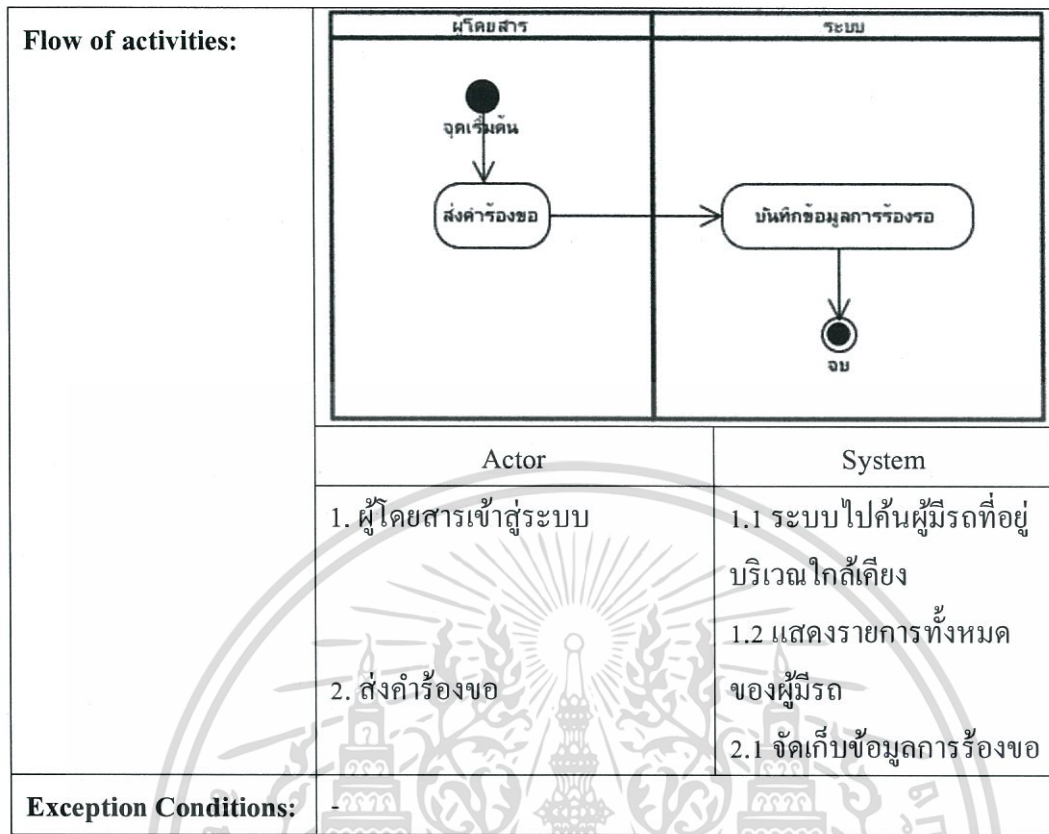 Flow of activities:
ผู้โดยสาร
ระบบ
จุดเริ่มต้น
ส่งคำร้องขอ
บันทึกข้อมูลการร้องรอ
จบ
Actor
System
1. ผู้โดยสารเข้าสู่ระบบ
1.1 ระบบไปค้นผู้มีรถที่อยู่
บริเวณใกล้เคียง
1.2 แสดงรายการทั้งหมด
2. ส่งคำร้องขอ
ของผู้มีรถ
2.1 จัดเก็บข้อมูลการร้องขอ
Exception Conditions:
-